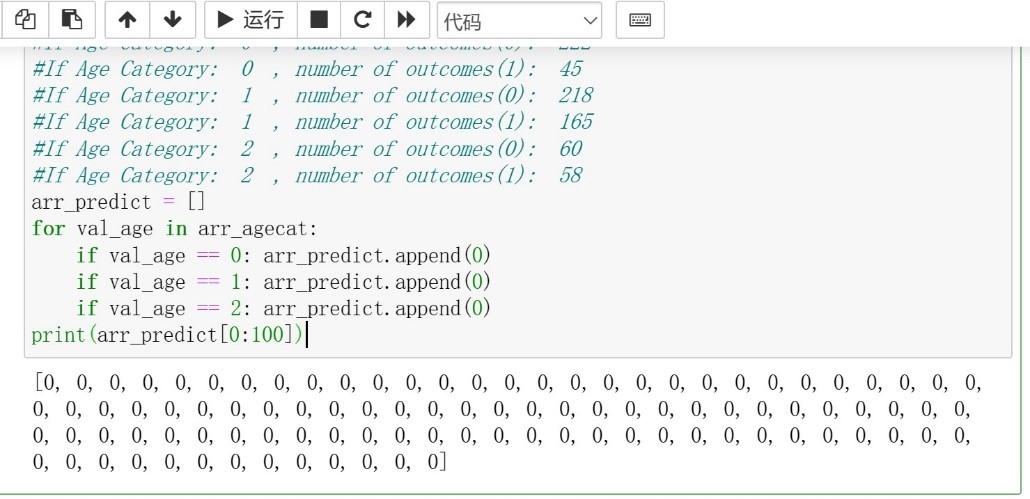 运行
代码
#If Age Category:  0  , number of outcomes(1):  45
#If Age Category:  1  , number of outcomes(0):  218
#If Age Category:  1  , number of outcomes(1):  165
#If Age Category:  2  , number of outcomes(0):  60
#If Age Category:  2  , number of outcomes(1):  58
arr_predict = []
for val_age in arr_agecat:
    if val_age == 0: arr_predict.append(0)
    if val_age == 1: arr_predict.append(0)
    if val_age == 2: arr_predict.append(0)
print(arr_predict[0:100])
[0, 0, 0, 0, 0, 0, 0, 0, 0, 0, 0, 0, 0, 0, 0, 0, 0, 0, 0, 0, 0, 0, 0, 0, 0, 0, 0, 0, 0,
0, 0, 0, 0, 0, 0, 0, 0, 0, 0, 0, 0, 0, 0, 0, 0, 0, 0, 0, 0, 0, 0, 0, 0, 0, 0, 0, 0, 0,
0, 0, 0, 0, 0, 0, 0, 0, 0, 0, 0, 0, 0, 0, 0, 0, 0, 0, 0, 0, 0, 0, 0, 0, 0, 0, 0, 0, 0,
0, 0, 0, 0, 0, 0, 0, 0, 0, 0, 0, 0, 0]